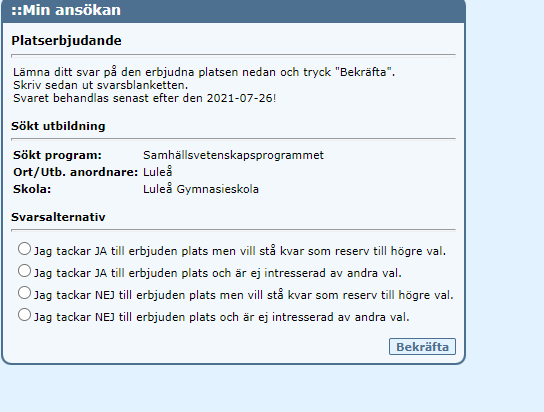 ::Min ansökan
Platserbjudande
Lämna ditt svar på den erbjudna platsen nedan och tryck "Bekräfta".
Skriv sedan ut svarsblanketten.
Svaret behandlas senast efter den 2021-07-26!
Sökt utbildning
Sökt program: Samhällsvetenskapsprogrammet
Ort/Utb. anordnare: Luleå
Skola: Luleå Gymnasieskola
Svarsalternativ
Jag tackar JA till erbjuden plats men vill stå kvar som reserv till högre val.
Jag tackar JA till erbjuden plats och är ej intresserad av andra val.
Jag tackar NEJ till erbjuden plats men vill stå kvar som reserv till högre val.
Jag tackar NEJ till erbjuden plats och är ej intresserad av andra val.
Bekräfta